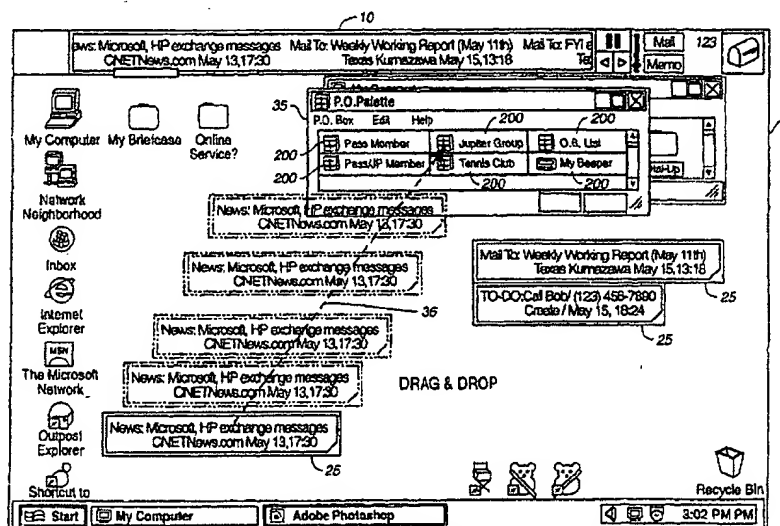 10
ews: Microsoft, HP exchange messages Mail To: Weekly Working Report (May 11th) Mail To: FYI a
CNETNews.com May 13,17:30 Texas Kumazawa May 15,13:18 Te
Mail
Memo
123
35
P.O.Palette
P.O. Box Edit Help
200 200
200 Pass Member Jupiter Group O.S. List
200 Pass/JP Member Tennis Club My Beeper
200 200
My Computer
My Briefcase
Online
Service?
Network
Neighborhood
Inbox
Internet
Explorer
MSN
The Microsoft
Network
Outpost
Explorer
Shortcut to
News: Microsoft, HP exchange messages
CNETNews.com May 13,17:30
News: Microsoft, HP exchange messages
CNETNews.com May 13,17:30
36
News: Microsoft, HP exchange messages
CNETNews.com May 13,17:30
News: Microsoft, HP exchange messages
CNETNews.com May 13,17:30
News: Microsoft, HP exchange messages
CNETNews.com May 13,17:30
25
Mail To: Weekly Working Report (May 11th)
Texas Kumazawa May 15,13:18
25
TO-DO:Call Bob/ (123) 456-7890
Create / May 15, 18:24
25
DRAG & DROP
Recycle Bin
Start My Computer Adobe Photoshop 3:02 PM PM